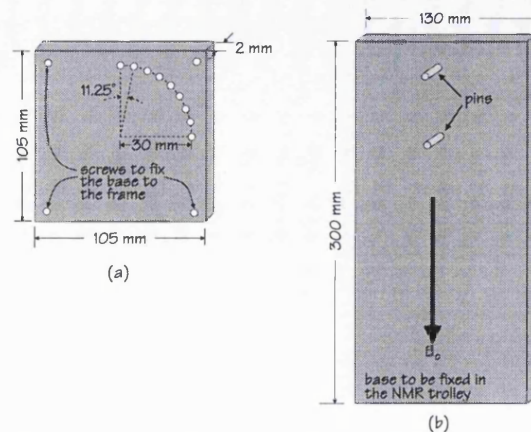 130 mm
2 mm
11.25°
pins
30 mm
105 mm
screws to fix
the base to
the frame
300 mm
105 mm
(a)
B₀
base to be fixed in
the NMR trolley
(b)